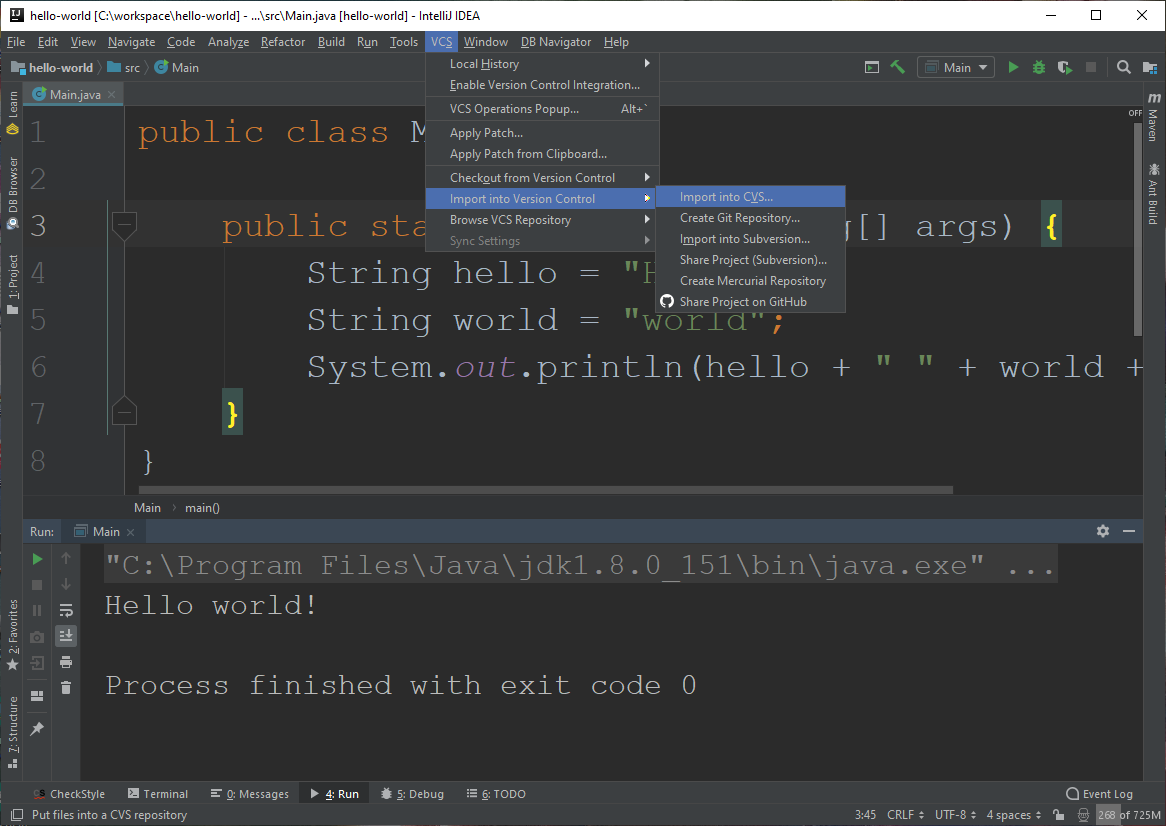 hello-world [C:\workspace\hello-world] - ...\src\Main.java [hello-world] - IntelliJ IDEA
File Edit View Navigate Code Analyze Refactor Build Run Tools VCS Window DB Navigator Help
hello-world src Main
Main
Local History
Enable Version Control Integration...
VCS Operations Popup... Alt+`
Apply Patch...
Apply Patch from Clipboard...
Checkout from Version Control
Import into Version Control
Browse VCS Repository
Sync Settings
Import into CVS...
Create Git Repository...
Import into Subversion...
Share Project (Subversion)...
Create Mercurial Repository
Share Project on GitHub
Learn
DB Browser
1: Project
2: Favorites
7: Structure
Main.java
1 public class M
2
3 public sta g[] args) {
4 String hello = "H
5 String world = "world";
6 System.out.println(hello + " " + world +
7 }
8 }
OFF
m
Maven
Ant Build
Main main()
Run: Main
"C:\Program Files\Java\jdk1.8.0_151\bin\java.exe" ...
Hello world!
Process finished with exit code 0
CS CheckStyle Terminal 0: Messages 4: Run 5: Debug 6: TODO Event Log
Put files into a CVS repository 3:45 CRLF UTF-8 4 spaces 268 of 725M